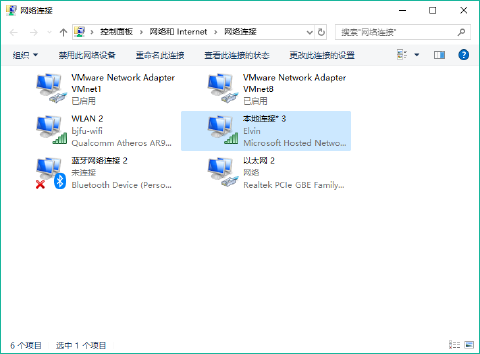 网络连接
控制面板 > 网络和 Internet > 网络连接
搜索"网络连接"
组织 禁用此网络设备 重命名此连接 查看此连接的状态 更改此连接的设置
VMware Network Adapter
VMnet1
已启用
VMware Network Adapter
VMnet8
已启用
WLAN 2
bjfu-wifi
Qualcomm Atheros AR9...
本地连接* 3
Elvin
Microsoft Hosted Netwo...
蓝牙网络连接 2
未连接
Bluetooth Device (Perso...
以太网 2
网络
Realtek PCIe GBE Family...
6 个项目 选中 1 个项目